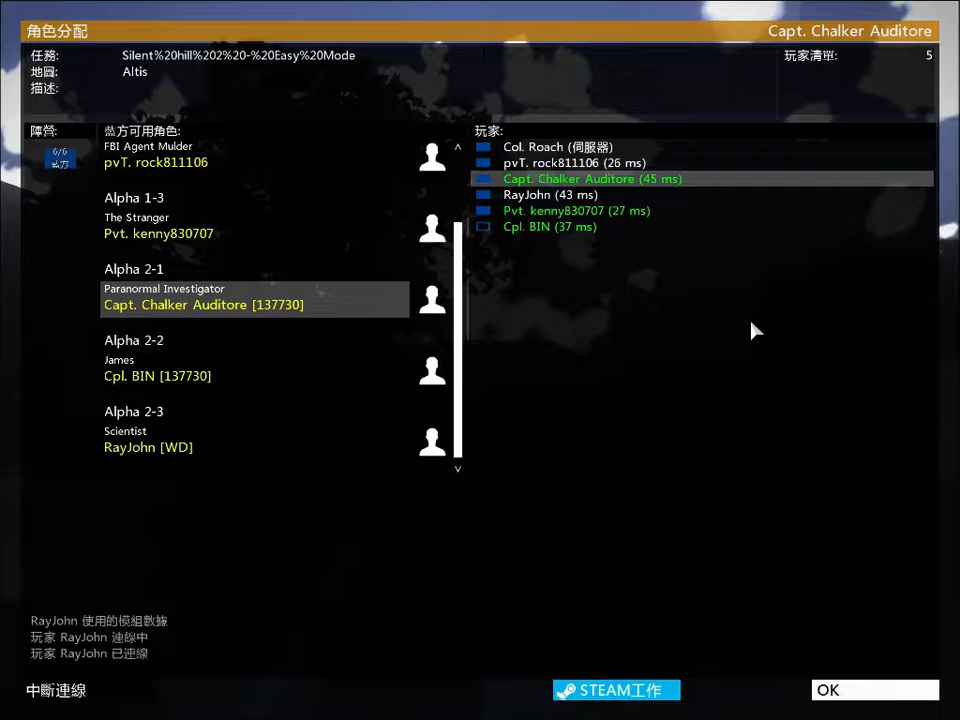 角色分配
Capt. Chalker Auditore
任務: Silent%20hill%202%20-%20Easy%20Mode
地圖: Altis
描述:
玩家清單: 5
陣營:
6/6
藍方
藍方可用角色:
FBI Agent Mulder
pvT. rock811106
Alpha 1-3
The Stranger
Pvt. kenny830707
Alpha 2-1
Paranormal Investigator
Capt. Chalker Auditore [137730]
Alpha 2-2
James
Cpl. BIN [137730]
Alpha 2-3
Scientist
RayJohn [WD]
玩家:
Col. Roach (伺服器)
pvT. rock811106 (26 ms)
Capt. Chalker Auditore (45 ms)
RayJohn (43 ms)
Pvt. kenny830707 (27 ms)
Cpl. BIN (37 ms)
RayJohn 使用的模組數據
玩家 RayJohn 連線中
玩家 RayJohn 已連線
中斷連線
STEAM工作
OK